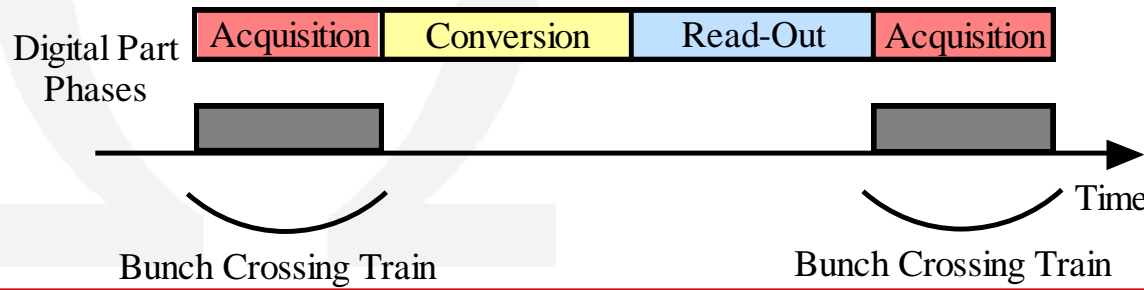 Acquisition Conversion Read-Out Acquisition
Digital Part
Phases
Time
Bunch Crossing Train Bunch Crossing Train